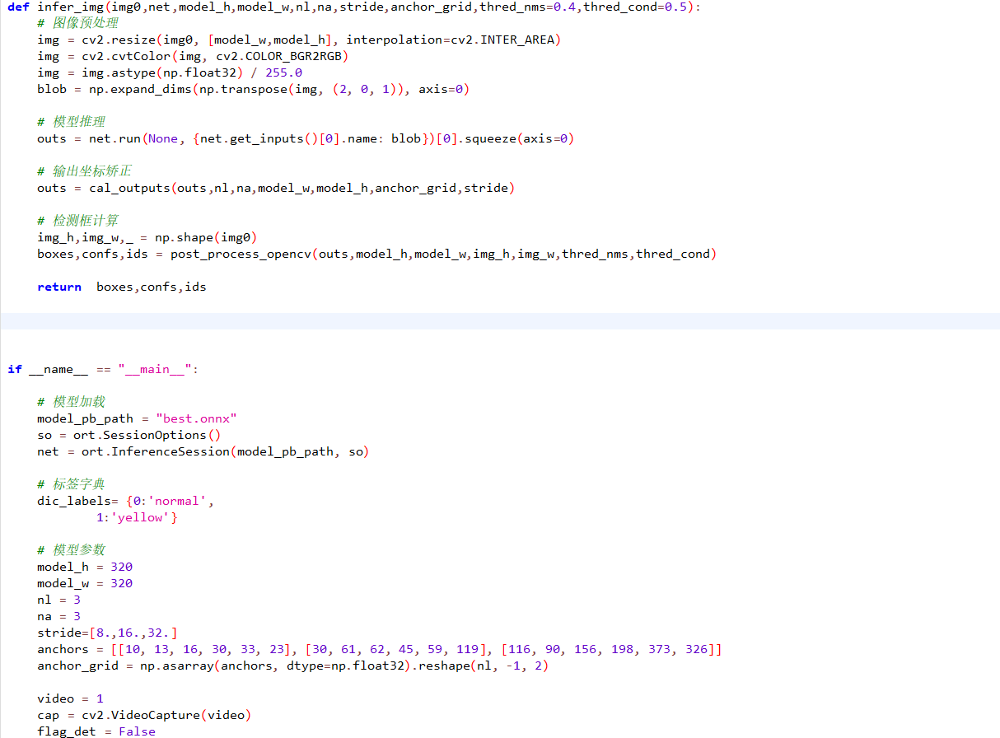 def infer_img(img0,net,model_h,model_w,nl,na,stride,anchor_grid,thred_nms=0.4,thred_cond=0.5):
    # 图像预处理
    img = cv2.resize(img0, [model_w,model_h], interpolation=cv2.INTER_AREA)
    img = cv2.cvtColor(img, cv2.COLOR_BGR2RGB)
    img = img.astype(np.float32) / 255.0
    blob = np.expand_dims(np.transpose(img, (2, 0, 1)), axis=0)
    # 模型推理
    outs = net.run(None, {net.get_inputs()[0].name: blob})[0].squeeze(axis=0)
    # 输出坐标矫正
    outs = cal_outputs(outs,nl,na,model_w,model_h,anchor_grid,stride)
    # 检测框计算
    img_h,img_w,_ = np.shape(img0)
    boxes,confs,ids = post_process_opencv(outs,model_h,model_w,img_h,img_w,thred_nms,thred_cond)
    return  boxes,confs,ids
if __name__ == "__main__":
    # 模型加载
    model_pb_path = "best.onnx"
    so = ort.SessionOptions()
    net = ort.InferenceSession(model_pb_path, so)
    # 标签字典
    dic_labels= {0:'normal',
            1:'yellow'}
    # 模型参数
    model_h = 320
    model_w = 320
    nl = 3
    na = 3
    stride=[8.,16.,32.]
    anchors = [[10, 13, 16, 30, 33, 23], [30, 61, 62, 45, 59, 119], [116, 90, 156, 198, 373, 326]]
    anchor_grid = np.asarray(anchors, dtype=np.float32).reshape(nl, -1, 2)
    video = 1
    cap = cv2.VideoCapture(video)
    flag_det = False